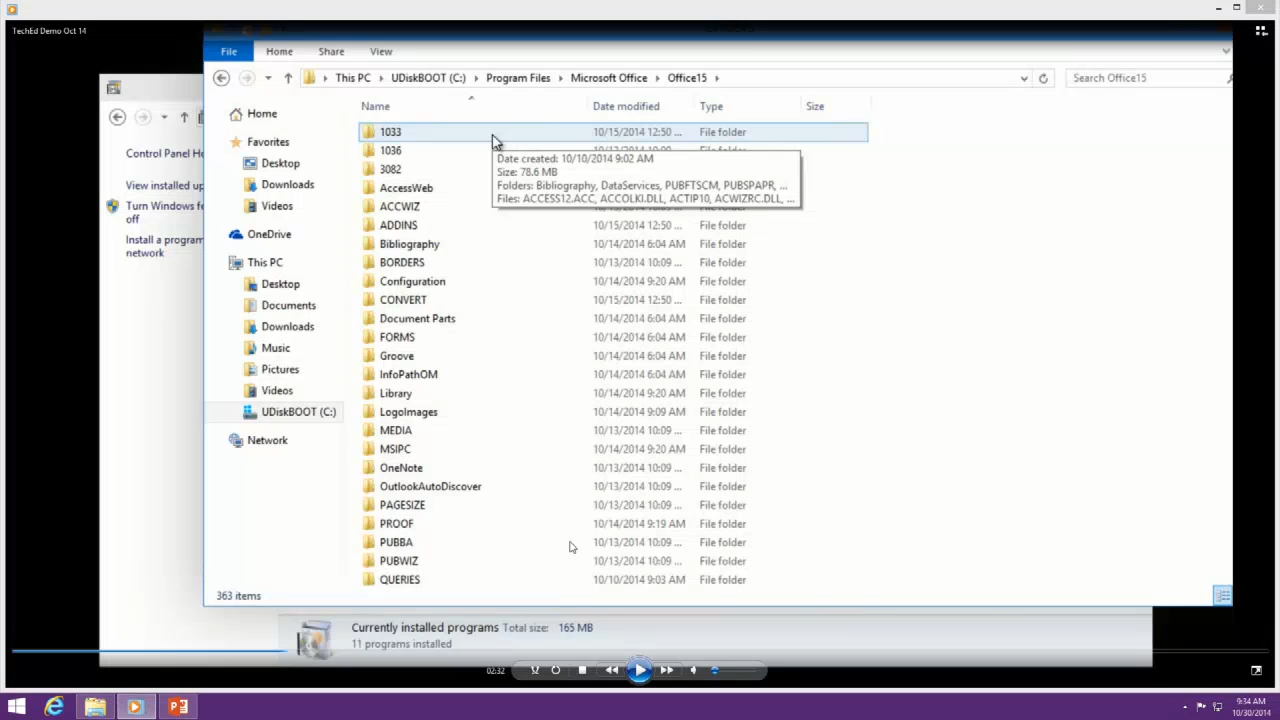 TechEd Demo Oct 14
File Home Share View
This PC UDiskBOOT (C:) Program Files Microsoft Office Office15
Search Office15
Name Date modified Type Size
Home
Favorites
Desktop
Downloads
Videos
OneDrive
This PC
Desktop
Documents
Downloads
Music
Pictures
Videos
UDiskBOOT (C:)
Network
Control Panel Ho
View installed up
Turn Windows fe
off
Install a program
network
1033 10/15/2014 12:50 ... File folder
1036
3082
AccessWeb
ACCWIZ
Date created: 10/10/2014 9:02 AM
Size: 78.6 MB
Folders: Bibliography, DataServices, PUBFTSCM, PUBSPAPR, ...
Files: ACCESS12.ACC, ACCOLKI.DLL, ACTIP10, ACWIZRC.DLL, ...
ADDINS 10/15/2014 12:50 ... File folder
Bibliography 10/14/2014 6:04 AM File folder
BORDERS 10/13/2014 10:09 ... File folder
Configuration 10/14/2014 9:20 AM File folder
CONVERT 10/15/2014 12:50 ... File folder
Document Parts 10/14/2014 6:04 AM File folder
FORMS 10/14/2014 6:04 AM File folder
Groove 10/14/2014 6:04 AM File folder
InfoPathOM 10/14/2014 6:04 AM File folder
Library 10/14/2014 9:20 AM File folder
LogoImages 10/14/2014 9:09 AM File folder
MEDIA 10/13/2014 10:09 ... File folder
MSIPC 10/14/2014 9:20 AM File folder
OneNote 10/13/2014 10:09 ... File folder
OutlookAutoDiscover 10/13/2014 10:09 ... File folder
PAGESIZE 10/13/2014 10:09 ... File folder
PROOF 10/14/2014 9:19 AM File folder
PUBBA 10/13/2014 10:09 ... File folder
PUBWIZ 10/13/2014 10:09 ... File folder
QUERIES 10/10/2014 9:03 AM File folder
363 items
Currently installed programs Total size: 165 MB
11 programs installed
02:32
9:34 AM
10/30/2014